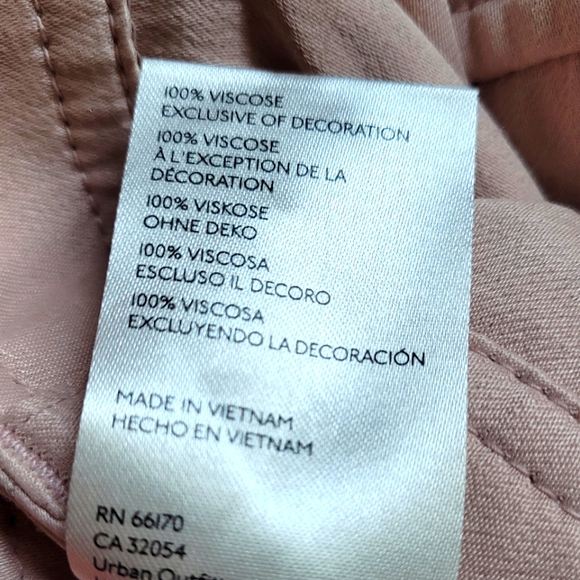 100% VISCOSE
EXCLUSIVE OF DECORATION
100% VISCOSE
À L'EXCEPTION DE LA
DÉCORATION
100% VISKOSE
OHNE DEKO
100% VISCOSA
ESCLUSO IL DECORO
100% VISCOSA
EXCLUYENDO LA DECORACIÓN
MADE IN VIETNAM
HECHO EN VIETNAM
RN 66170
CA 32054
Urban